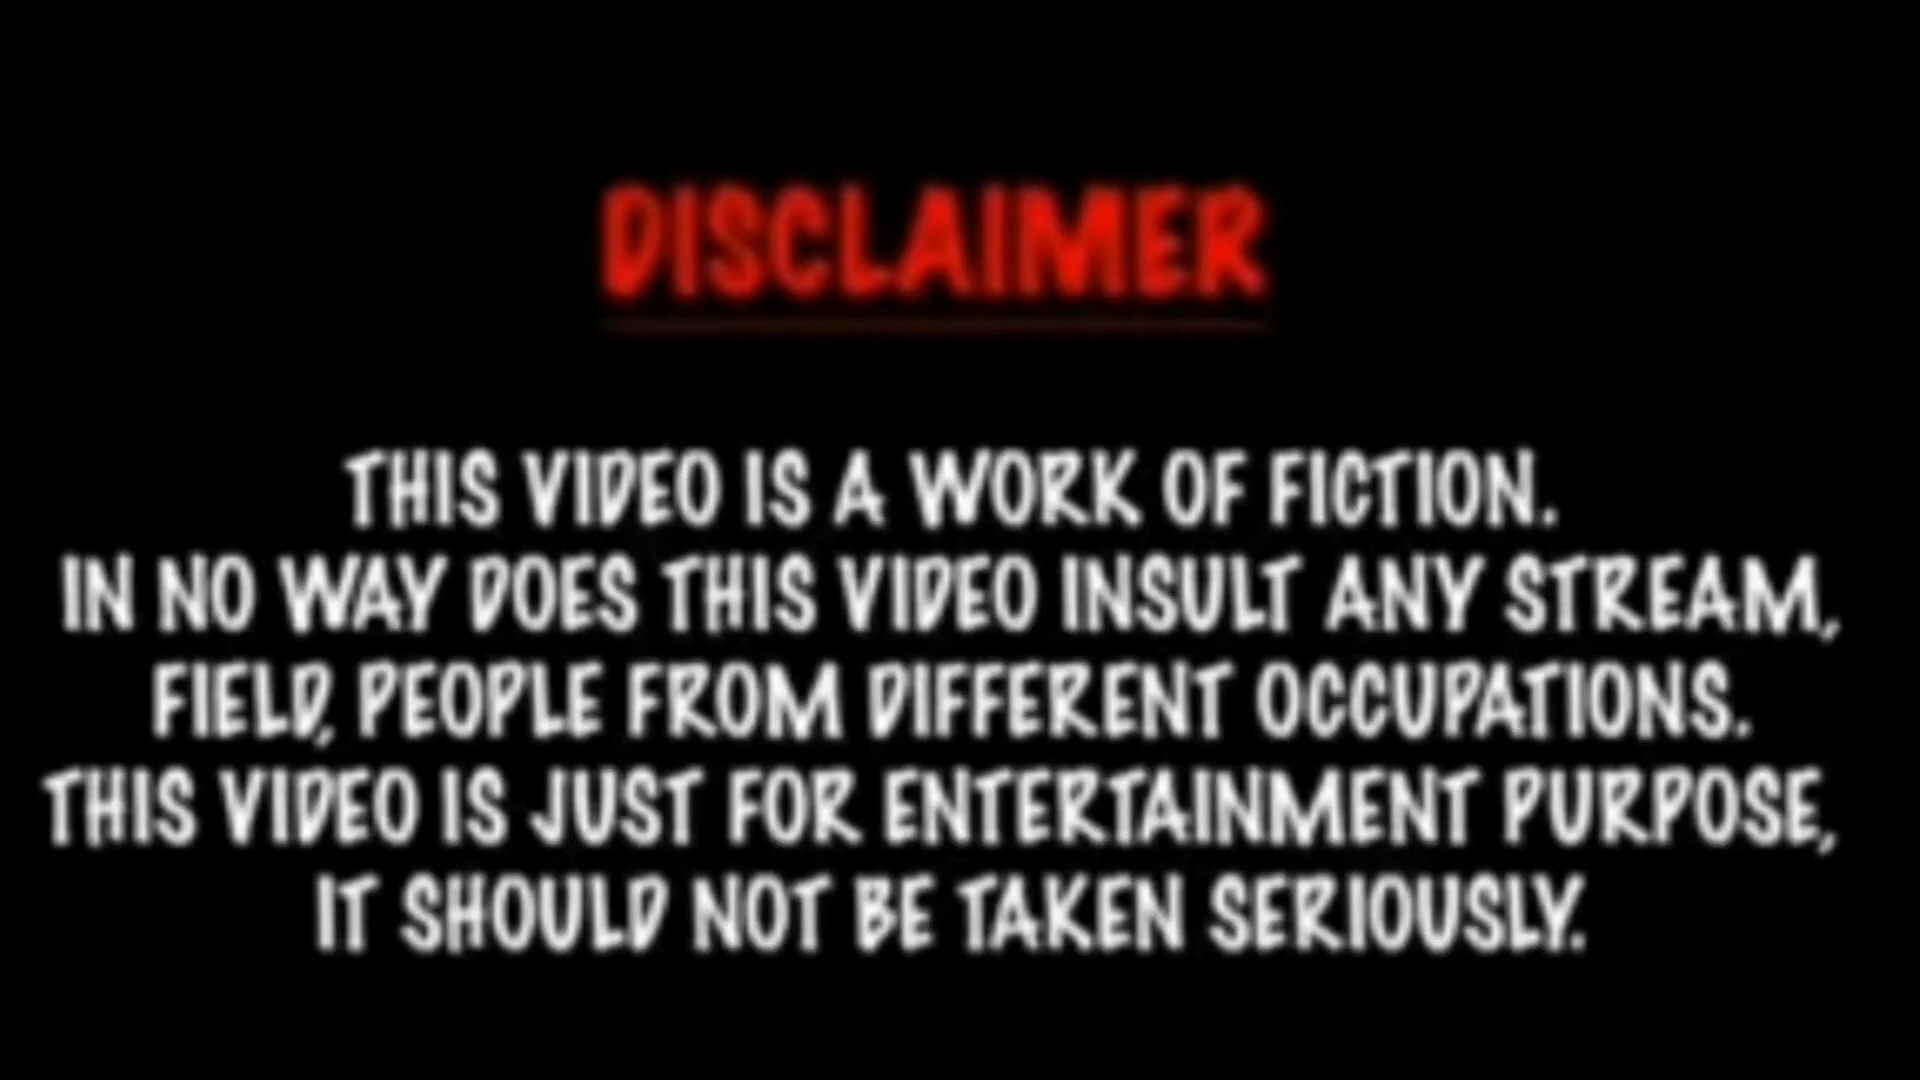 DISCLAIMER
THIS VIDEO IS A WORK OF FICTION.
IN NO WAY DOES THIS VIDEO INSULT ANY STREAM,
FIELD, PEOPLE FROM DIFFERENT OCCUPATIONS.
THIS VIDEO IS JUST FOR ENTERTAINMENT PURPOSE,
IT SHOULD NOT BE TAKEN SERIOUSLY.